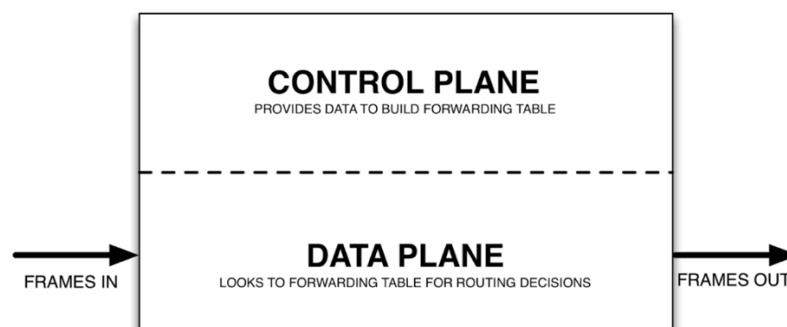 CONTROL PLANE
PROVIDES DATA TO BUILD FORWARDING TABLE
DATA PLANE
LOOKS TO FORWARDING TABLE FOR ROUTING DECISIONS
FRAMES IN
FRAMES OUT